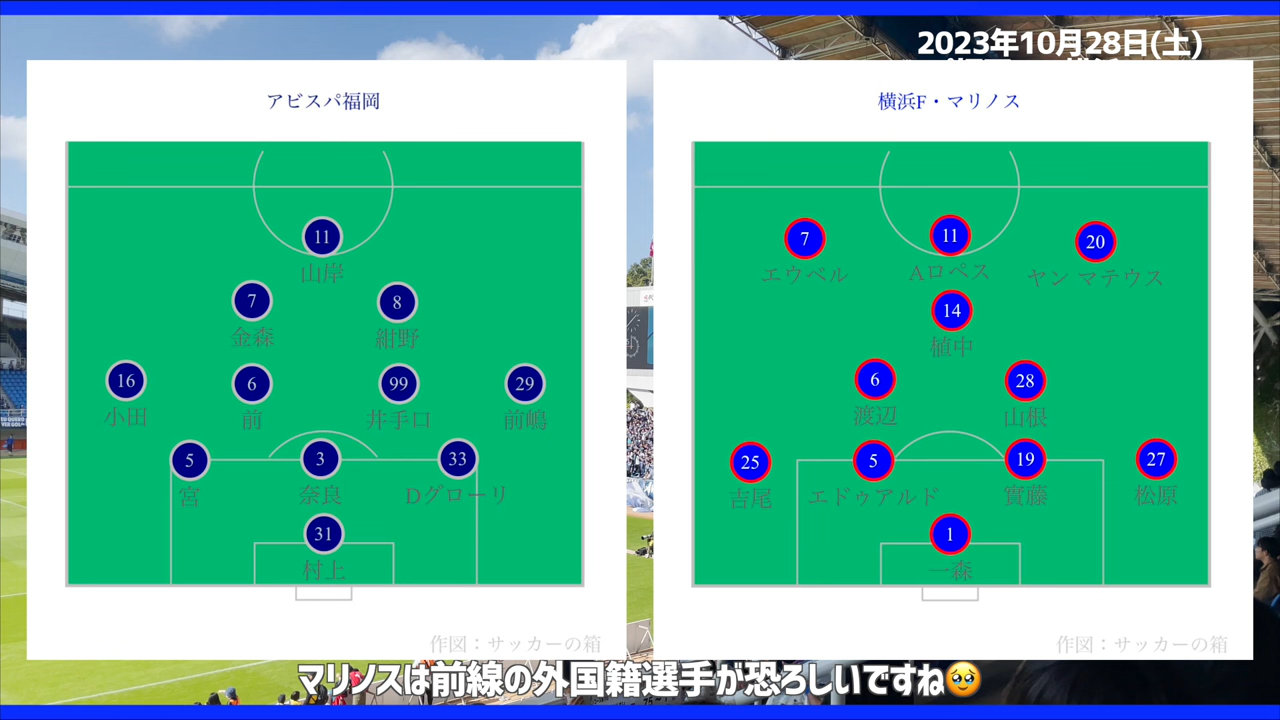 2023年10月28日(土)
アビスパ福岡
11
山岸
7 8
金森 紺野
16 6 99 29
小田 前 井手口 前嶋
5 3 33
宮 奈良 Dグローリ
31
村上
作図：サッカーの箱
横浜F・マリノス
7 11 20
エウベル Aロペス ヤン マテウス
14
植中
6 28
渡辺 山根
25 5 19 27
吉尾 エドゥアルド 實藤 松原
1
一森
作図：サッカーの箱
マリノスは前線の外国籍選手が恐ろしいですね🥹